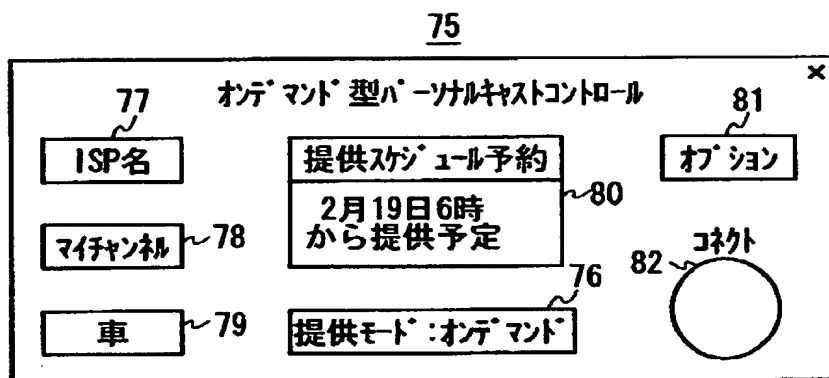 75
×
オンデマンド型パーソナルキャストコントロール
77
81
ISP名
提供スケジュール予約
オプション
2月19日6時
から提供予定
80
マイチャンネル
78
コネクト
82
76
車
79
提供モード:オンデマンド